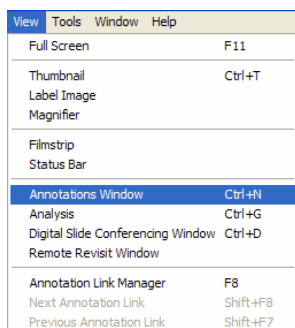 View Tools Window Help
Full Screen F11
Thumbnail Ctrl+T
Label Image
Magnifier
Filmstrip
Status Bar
Annotations Window Ctrl+N
Analysis Ctrl+G
Digital Slide Conferencing Window Ctrl+D
Remote Revisit Window
Annotation Link Manager F8
Next Annotation Link Shift+F8
Previous Annotation Link Shift+F7